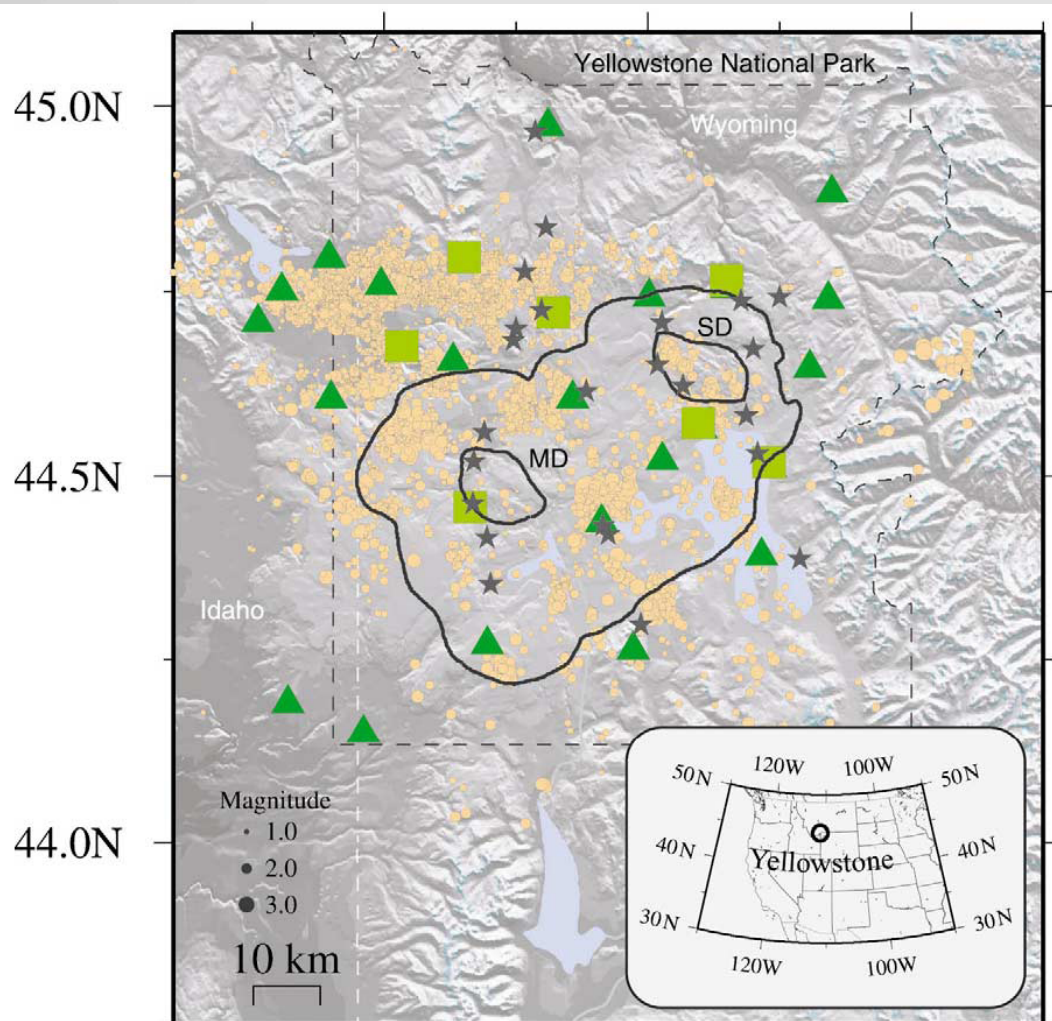 Yellowstone National Park
45.0N
Wyoming
SD
44.5N
MD
Idaho
44.0N
Magnitude
1.0
2.0
3.0
10 km
120W 100W
50N 50N
40N 40N
Yellowstone
30N 30N
120W 100W